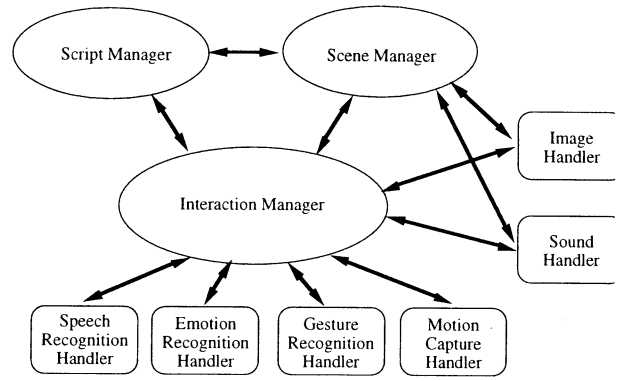 Script Manager
Scene Manager
Image
Handler
Interaction Manager
Sound
Handler
Speech
Recognition
Handler
Emotion
Recognition
Handler
Gesture
Recognition
Handler
Motion
Capture
Handler